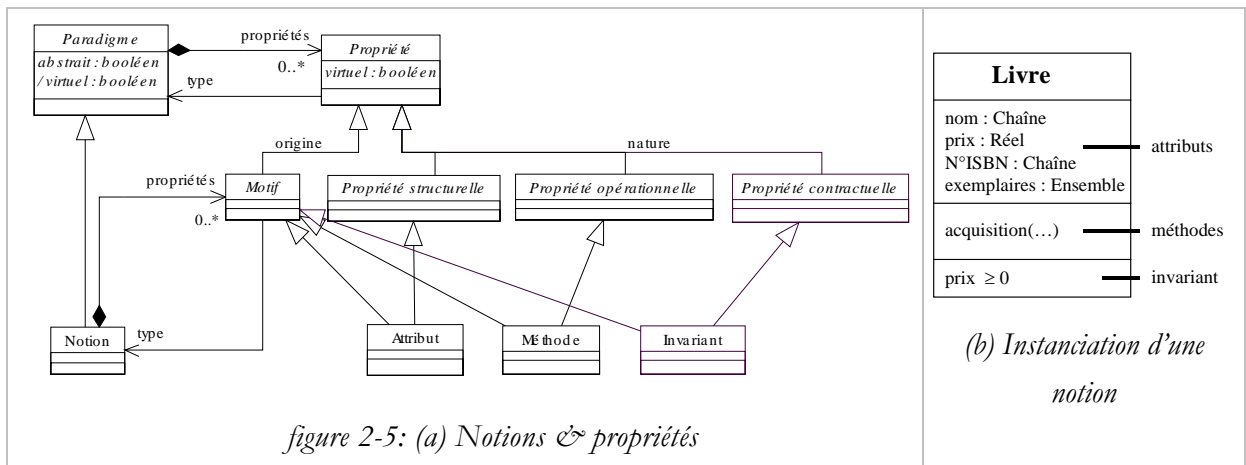 Paradigme
abstrait : booléen
/ virtuel : booléen
propriétés
0..*
type
Propriété
virtuel : booléen
origine
nature
propriétés
0..*
Motif
Propriété structurelle
Propriété opérationnelle
Propriété contractuelle
Notion
type
Attribut
Méthode
Invariant
figure 2-5: (a) Notions & propriétés
Livre
nom : Chaîne
prix : Réel
N°ISBN : Chaîne
exemplaires : Ensemble
attributs
acquisition(…)
méthodes
prix ≥ 0
invariant
(b) Instanciation d'une
notion